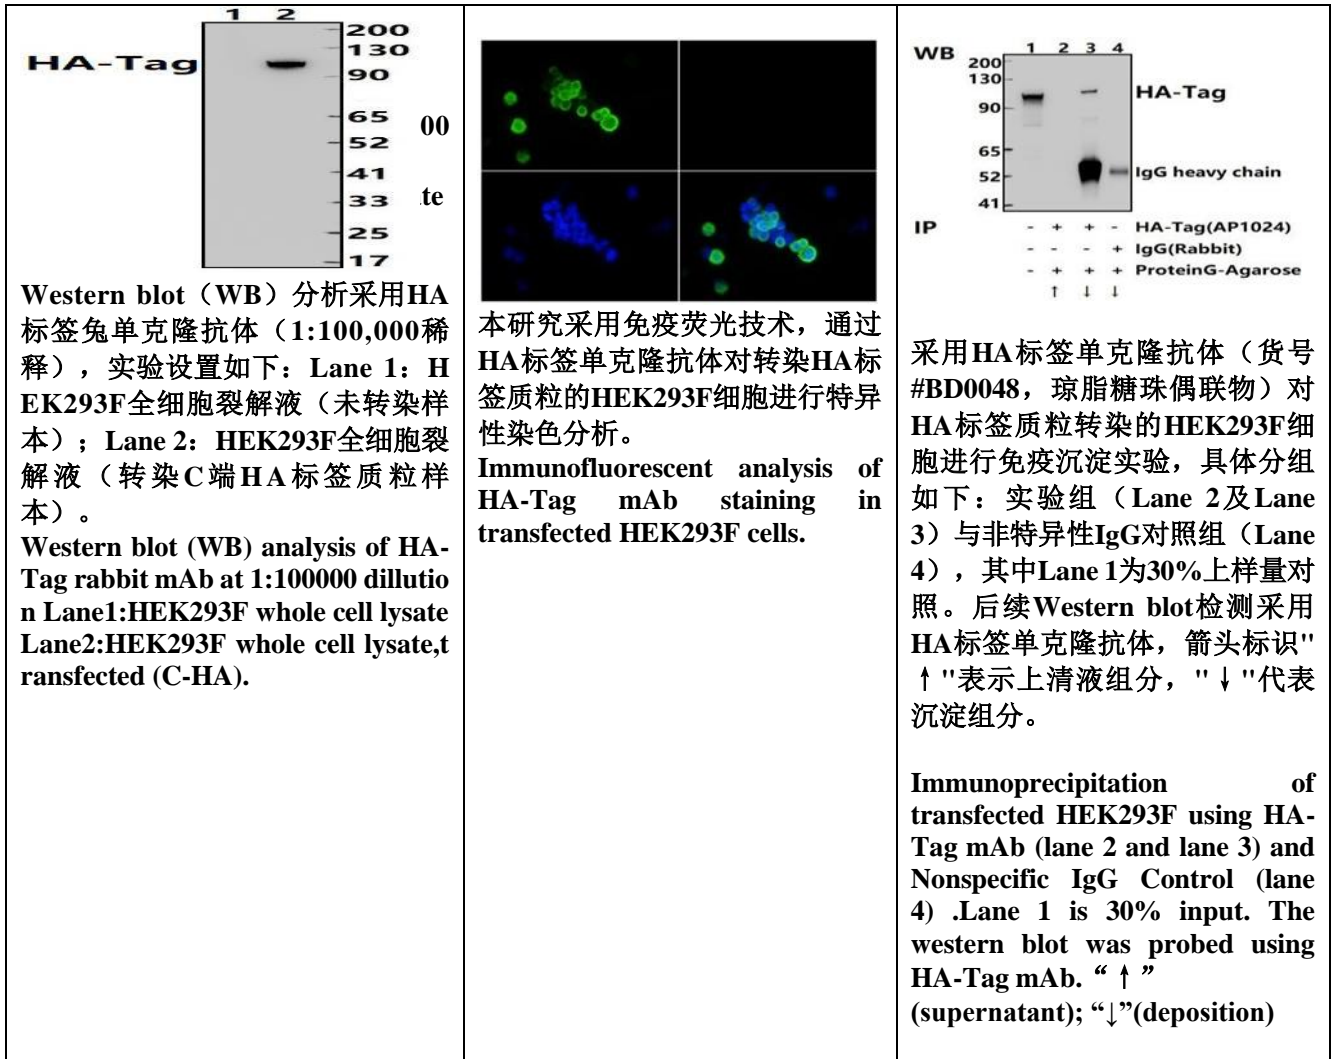 1 2
HA-Tag
200
130
90
65
52
41
33
25
17
00
te
Western blot（WB）分析采用HA
标签兔单克隆抗体（1:100,000稀
释），实验设置如下：Lane 1：H
EK293F全细胞裂解液（未转染样
本）；Lane 2：HEK293F全细胞裂
解液（转染C端HA标签质粒样
本）。
Western blot (WB) analysis of HA-
Tag rabbit mAb at 1:100000 dillutio
n Lane1:HEK293F whole cell lysate
Lane2:HEK293F whole cell lysate,t
ransfected (C-HA).
本研究采用免疫荧光技术，通过
HA标签单克隆抗体对转染HA标
签质粒的HEK293F细胞进行特异
性染色分析。
Immunofluorescent analysis of
HA-Tag mAb staining in
transfected HEK293F cells.
WB 1 2 3 4
200
130
90
65
52
41
HA-Tag
IgG heavy chain
IP - + + - HA-Tag(AP1024)
- - - + IgG(Rabbit)
- + + + ProteinG-Agarose
↑ ↓ ↓
采用HA标签单克隆抗体（货号
#BD0048，琼脂糖珠偶联物）对
HA标签质粒转染的HEK293F细
胞进行免疫沉淀实验，具体分组
如下：实验组（Lane 2及Lane
3）与非特异性IgG对照组（Lane
4），其中Lane 1为30%上样量对
照。后续Western blot检测采用
HA标签单克隆抗体，箭头标识"
↑"表示上清液组分，"↓"代表
沉淀组分。
Immunoprecipitation of
transfected HEK293F using HA-
Tag mAb (lane 2 and lane 3) and
Nonspecific IgG Control (lane
4) .Lane 1 is 30% input. The
western blot was probed using
HA-Tag mAb. “↑”
(supernatant); “↓”(deposition)